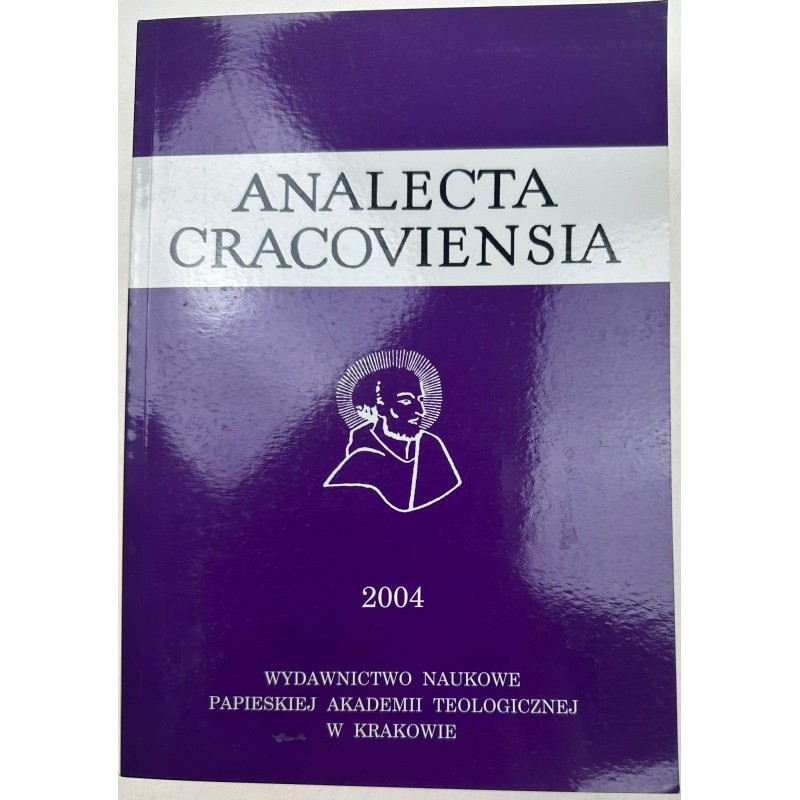 ANALECTA
CRACOVIENSIA
2004
WYDAWNICTWO NAUKOWE
PAPIESKIEJ AKADEMII TEOLOGICZNEJ
W KRAKOWIE